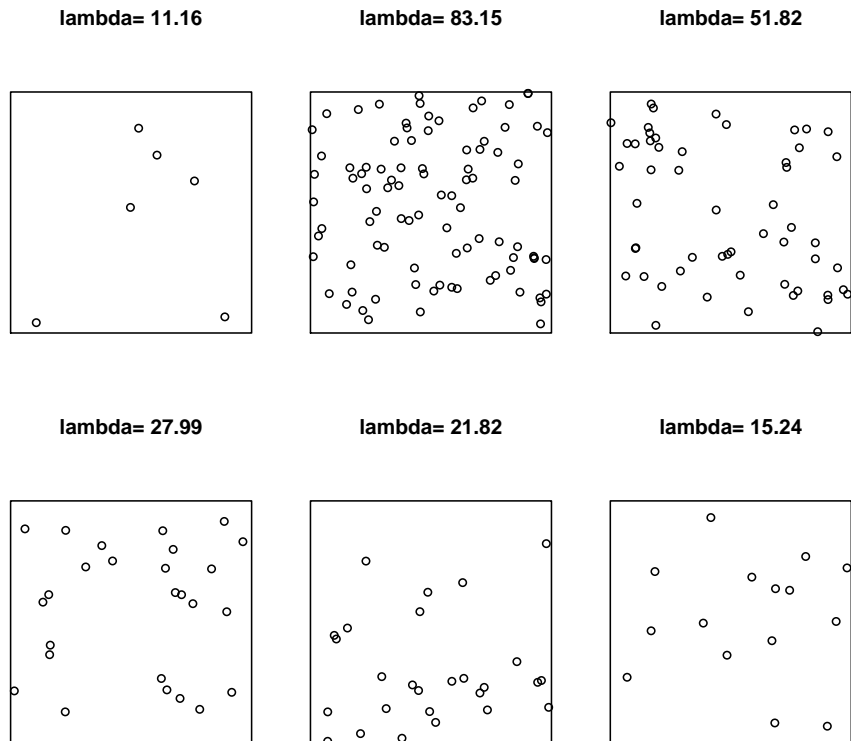 lambda= 11.16
lambda= 83.15
lambda= 51.82
lambda= 27.99
lambda= 21.82
lambda= 15.24